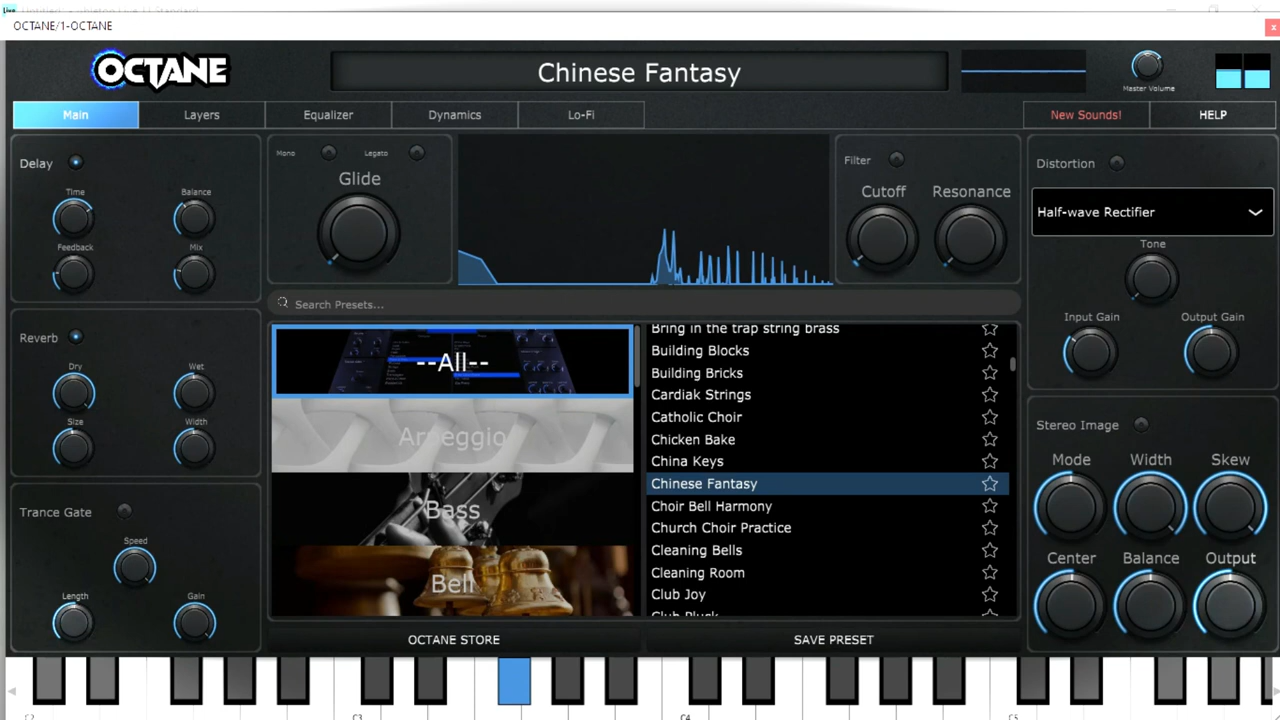 Live
OCTANE/1-OCTANE
x
OCTANE
Chinese Fantasy
Master Volume
Main
Layers
Equalizer
Dynamics
Lo-Fi
New Sounds!
HELP
Delay
Time
Balance
Feedback
Mix
Mono
Legato
Glide
Filter
Cutoff
Resonance
Distortion
Half-wave Rectifier
Tone
Input Gain
Output Gain
Search Presets...
Reverb
Dry
Wet
Size
Width
--All--
Arpeggio
Bass
Bell
Bring in the trap string brass
Building Blocks
Building Bricks
Cardiak Strings
Catholic Choir
Chicken Bake
China Keys
Chinese Fantasy
Choir Bell Harmony
Church Choir Practice
Cleaning Bells
Cleaning Room
Club Joy
Club Pluck
Stereo Image
Mode
Width
Skew
Center
Balance
Output
Trance Gate
Speed
Length
Gain
OCTANE STORE
SAVE PRESET
C2
C3
C4
C5